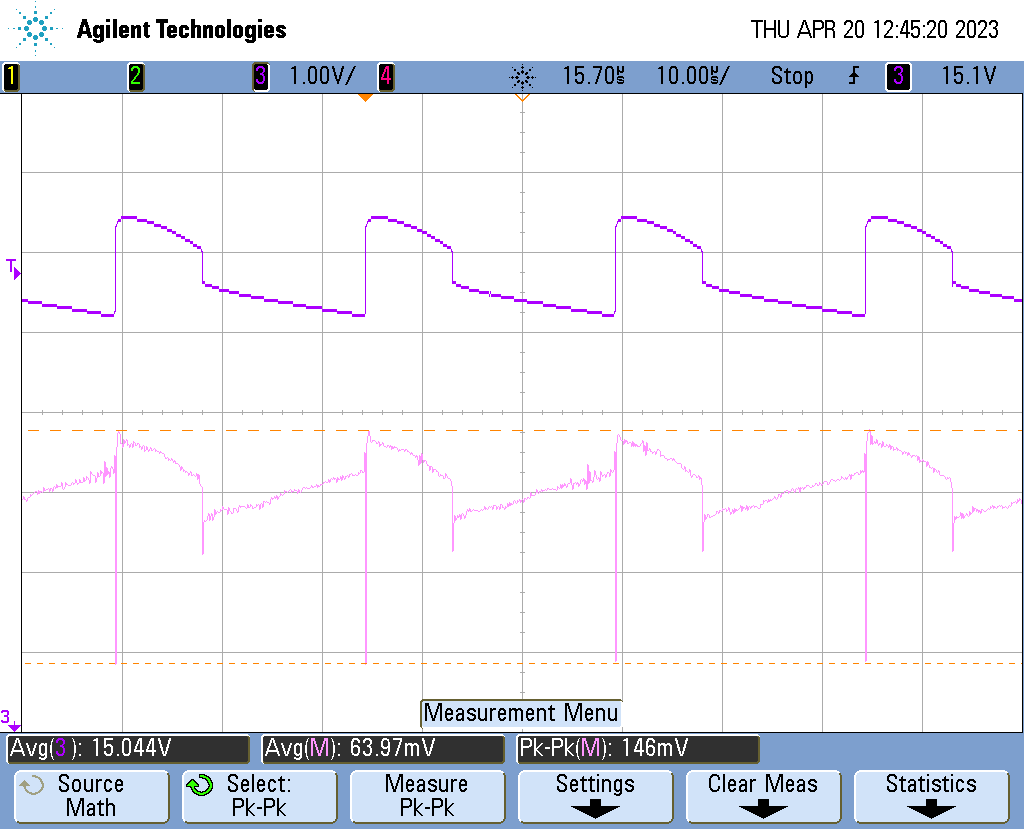 Agilent Technologies THU APR 20 12:45:20 2023
1 2 3 1.00V/ 4 15.70µs 10.00µs/ Stop 3 15.1V
T
3
Measurement Menu
Avg(3): 15.044V Avg(M): 63.97mV Pk-Pk(M): 146mV
Source Select: Measure Settings Clear Meas Statistics
Math Pk-Pk Pk-Pk